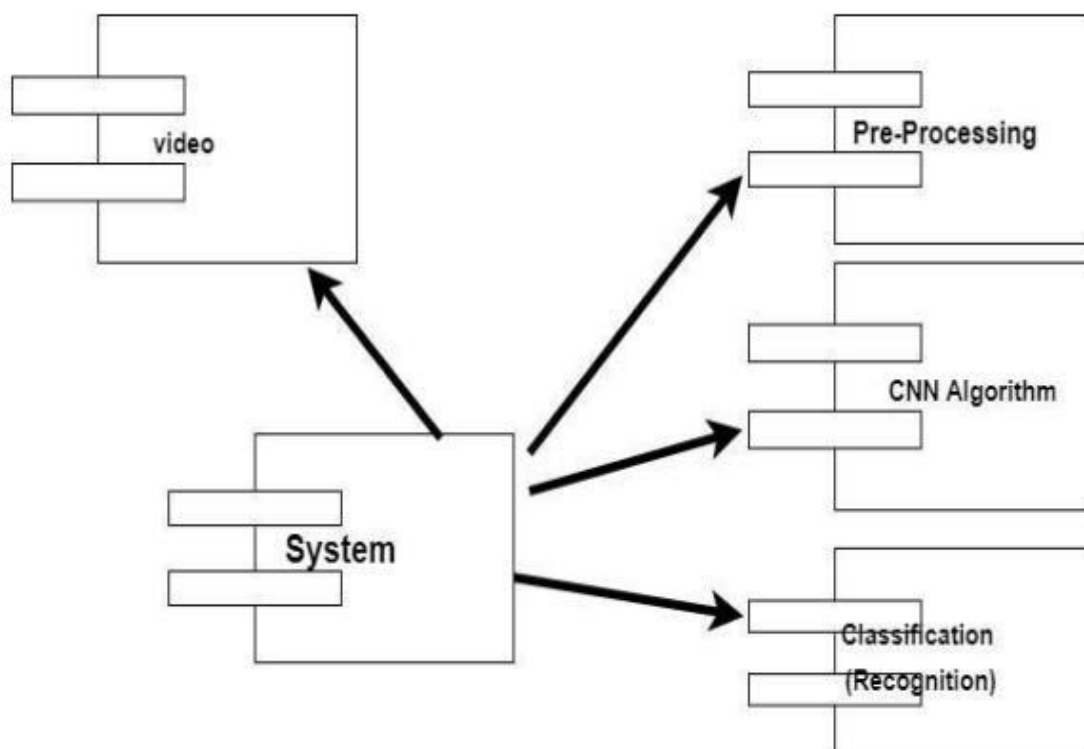 video
Pre-Processing
CNN Algorithm
System
Classification
(Recognition)